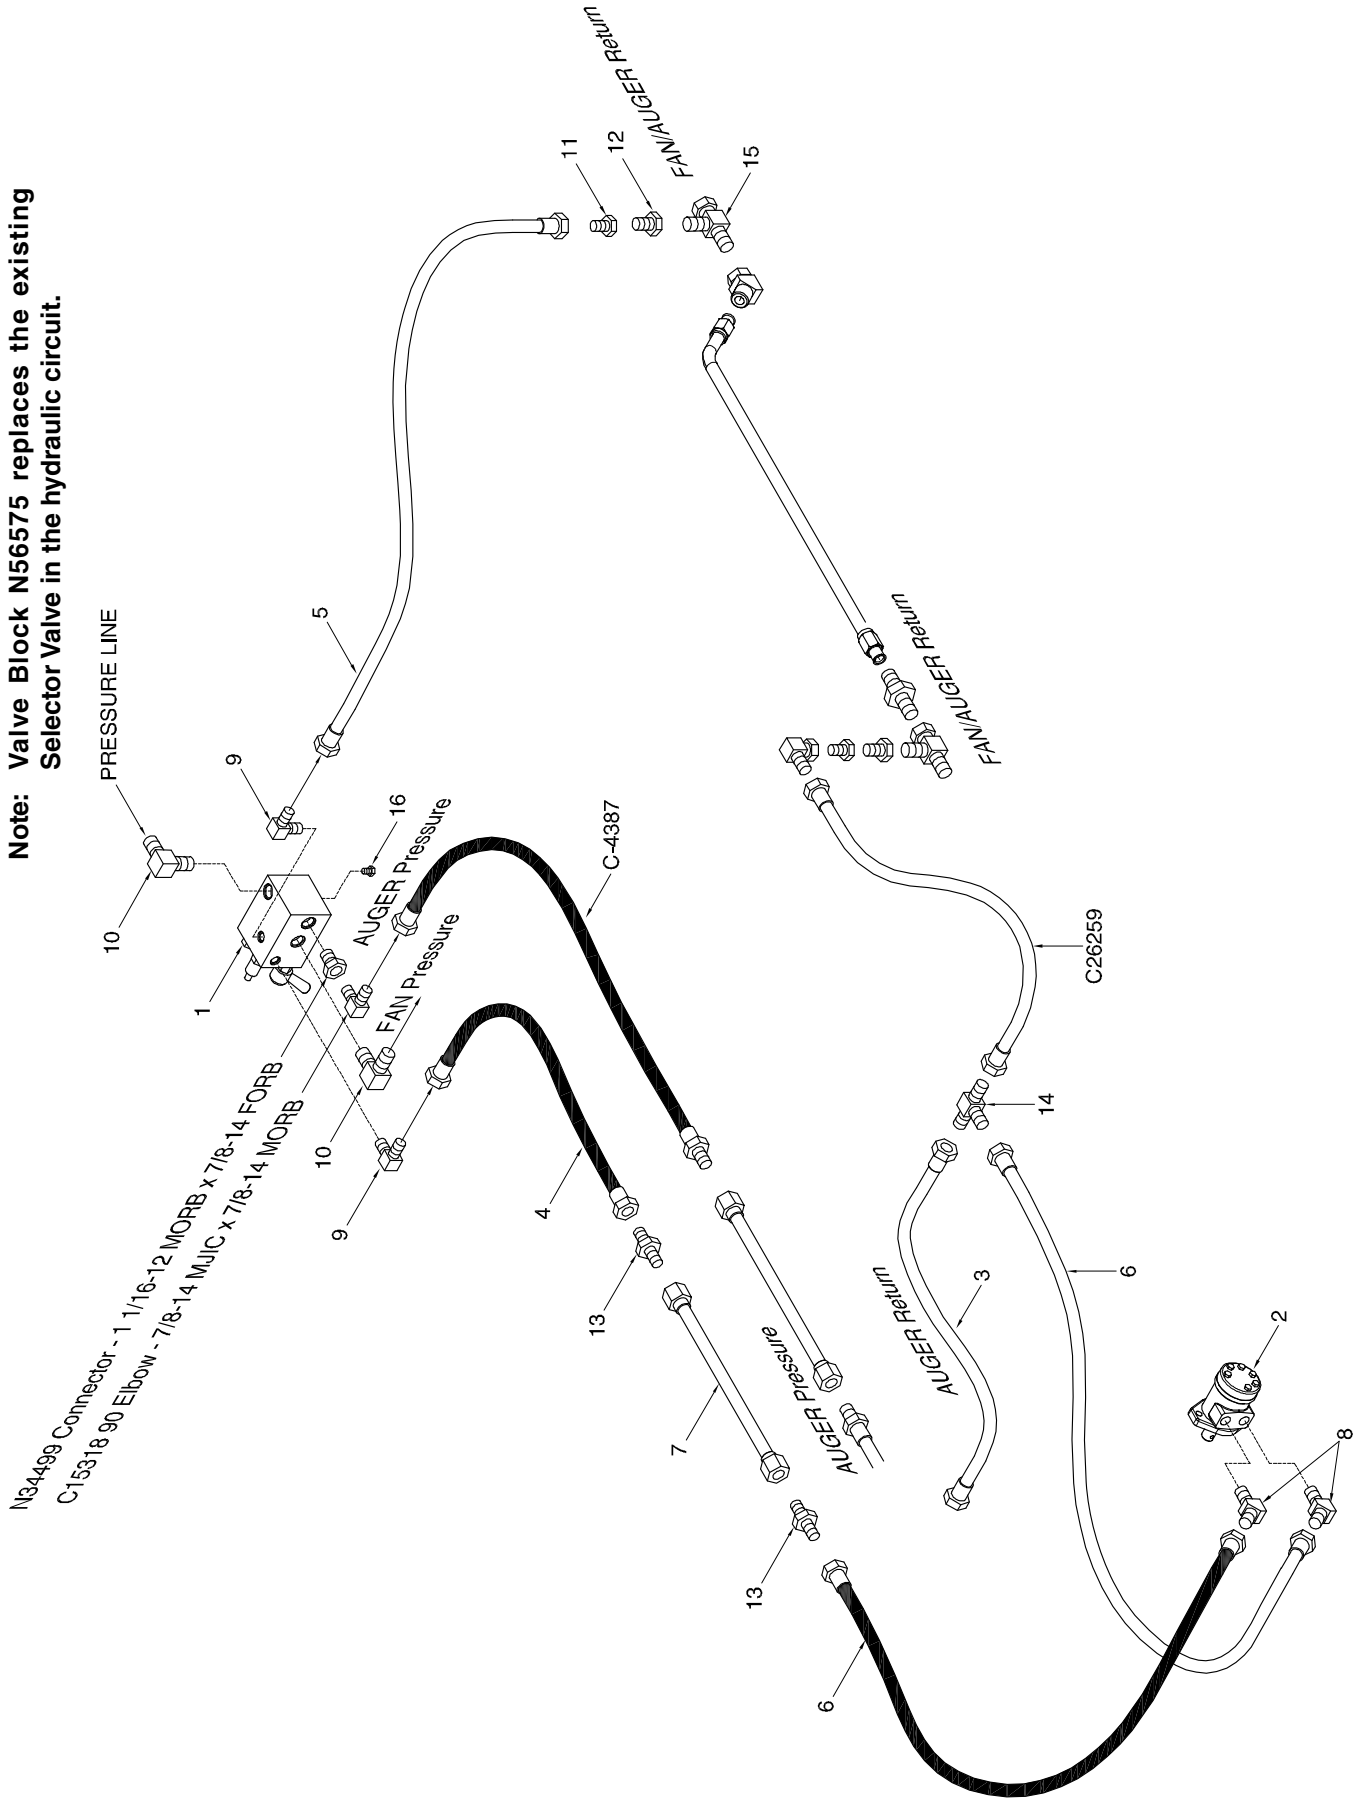 Note: Valve Block N56575 replaces the existing
Selector Valve in the hydraulic circuit.
N34499 Connector - 1 1/16-12 MORB x 7/8-14 FORB
C15318 90 Elbow - 7/8-14 MJIC x 7/8-14 MORB
PRESSURE LINE
10
9
5
1
16
AUGER Pressure
FAN Pressure
10
9
11
12
FAN/AUGER Return
15
C-4387
4
13
7
13
AUGER Pressure
FAN/AUGER Return
C26259
14
3
AUGER Return
6
6
2
8